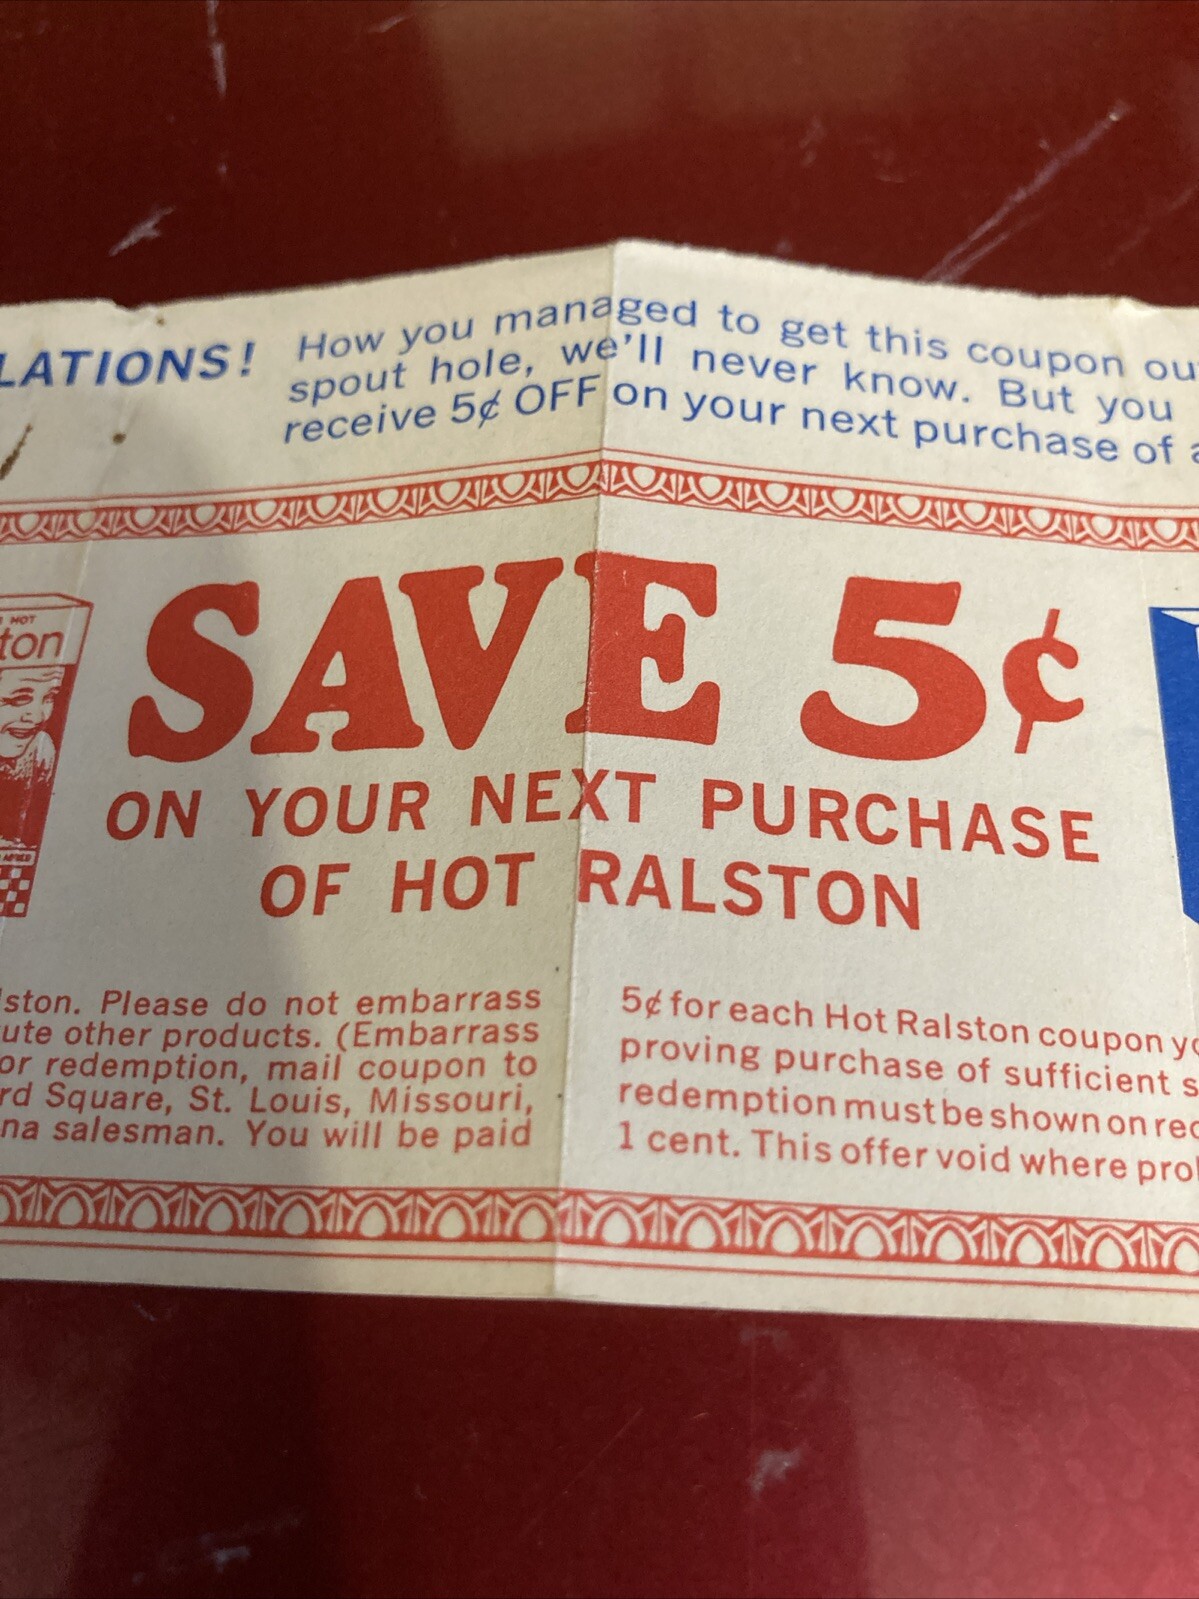 LATIONS! How you managed to get this coupon ou
spout hole, we'll never know. But you
receive 5¢ OFF on your next purchase of a
HOT
ton
SAVE 5¢
ON YOUR NEXT PURCHASE
OF HOT RALSTON
lston. Please do not embarrass
ute other products. (Embarrass
or redemption, mail coupon to
rd Square, St. Louis, Missouri,
na salesman. You will be paid
5¢ for each Hot Ralston coupon yo
proving purchase of sufficient s
redemption must be shown on req
1 cent. This offer void where prol